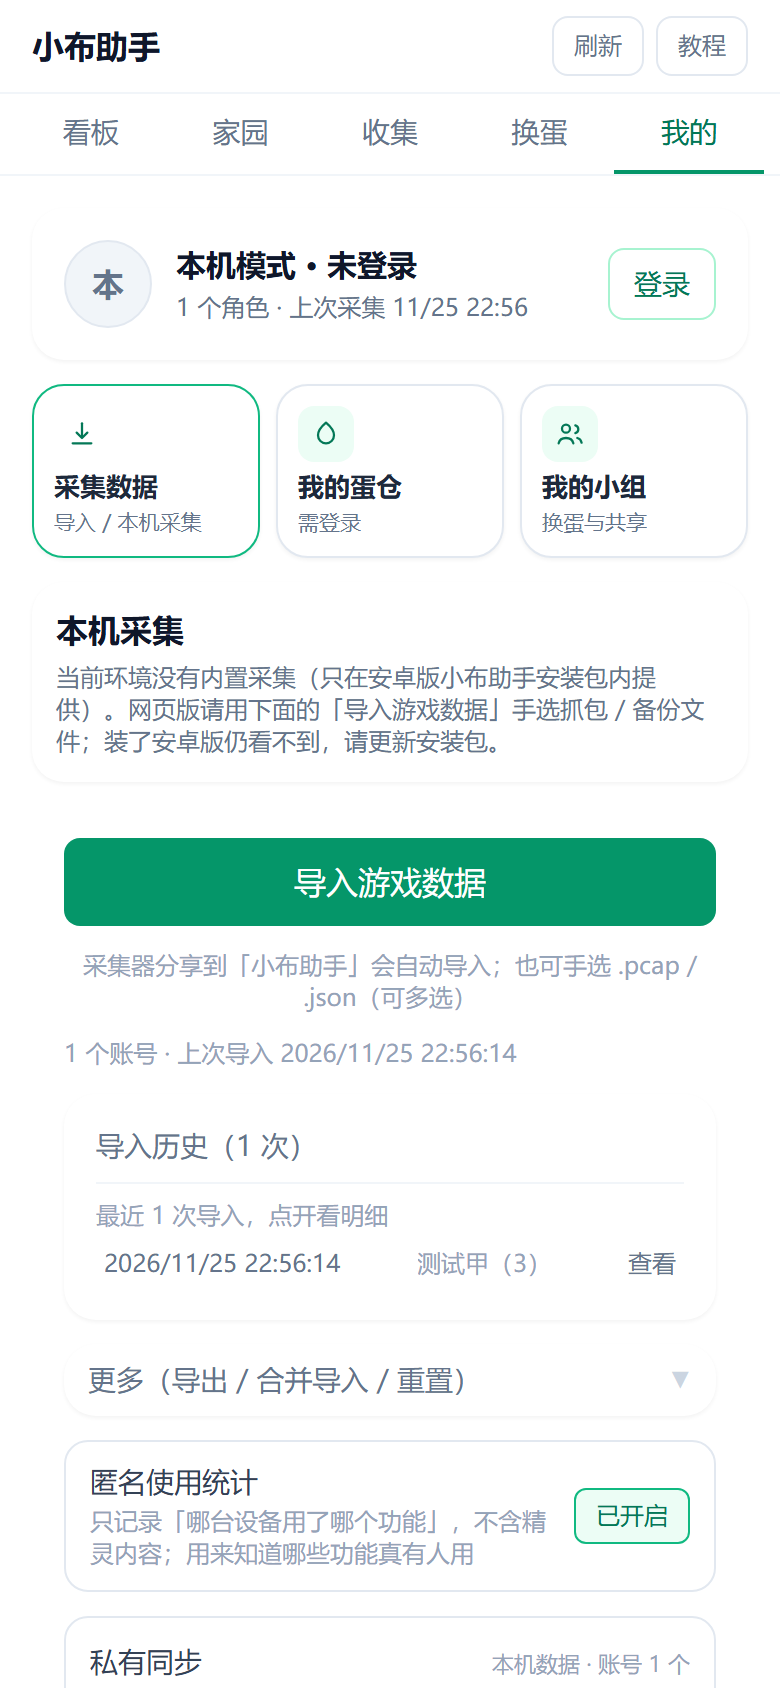 小布助手
刷新
教程
看板
家园
收集
换蛋
我的
本
本机模式 · 未登录
1 个角色 · 上次采集 11/25 22:56
登录
采集数据
导入 / 本机采集
我的蛋仓
需登录
我的小组
换蛋与共享
本机采集
当前环境没有内置采集（只在安卓版小布助手安装包内提
供）。网页版请用下面的「导入游戏数据」手选抓包 / 备份文
件；装了安卓版仍看不到，请更新安装包。
导入游戏数据
采集器分享到「小布助手」会自动导入；也可手选 .pcap /
.json（可多选）
1 个账号 · 上次导入 2026/11/25 22:56:14
导入历史（1 次）
最近 1 次导入，点开看明细
2026/11/25 22:56:14
测试甲（3）
查看
更多（导出 / 合并导入 / 重置）
匿名使用统计
只记录「哪台设备用了哪个功能」，不含精
灵内容；用来知道哪些功能真有人用
已开启
私有同步
本机数据 · 账号 1 个